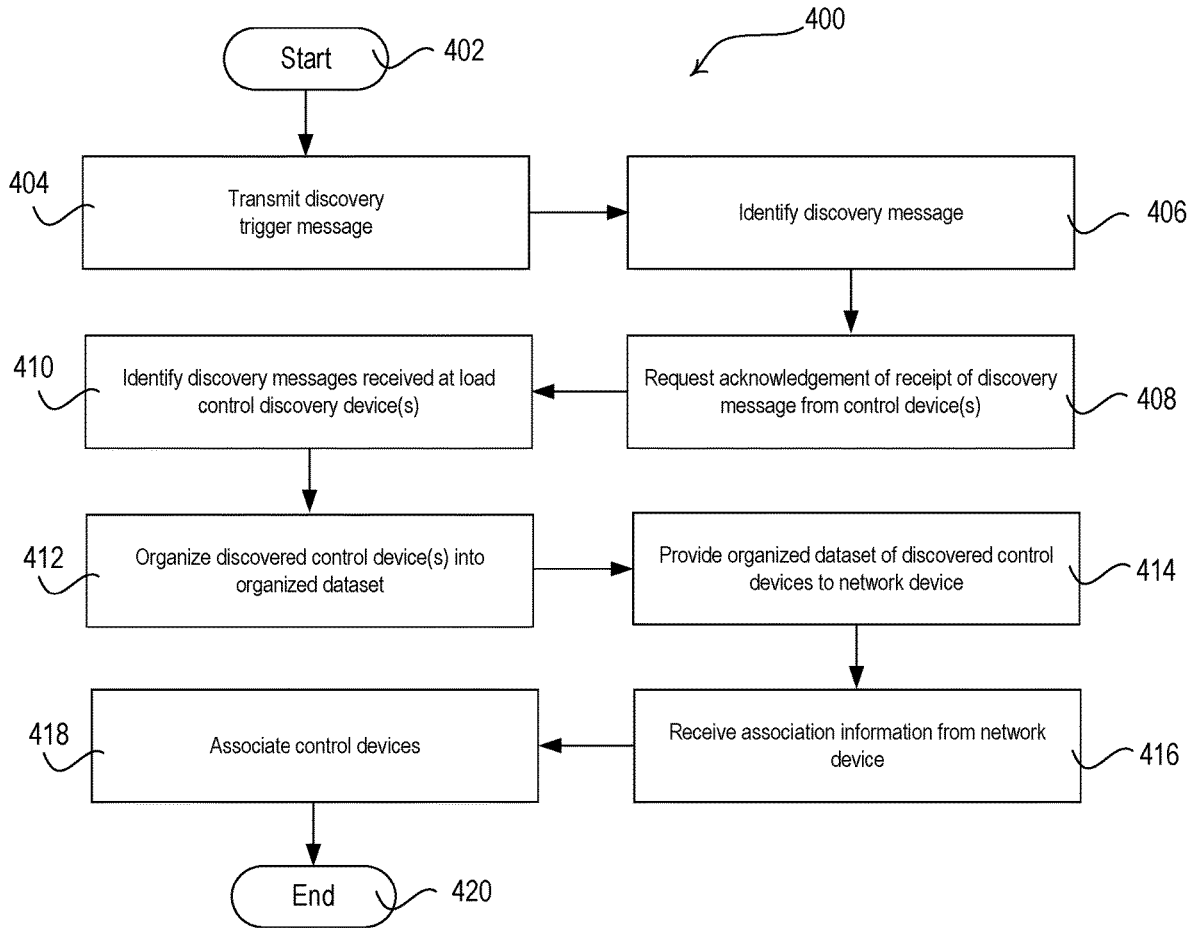 400
Start
402
404
Transmit discovery
trigger message
Identify discovery message
406
410
Identify discovery messages received at load
control discovery device(s)
Request acknowledgement of receipt of discovery
message from control device(s)
408
412
Organize discovered control device(s) into
organized dataset
Provide organized dataset of discovered control
devices to network device
414
418
Associate control devices
Receive association information from network
device
416
End
420